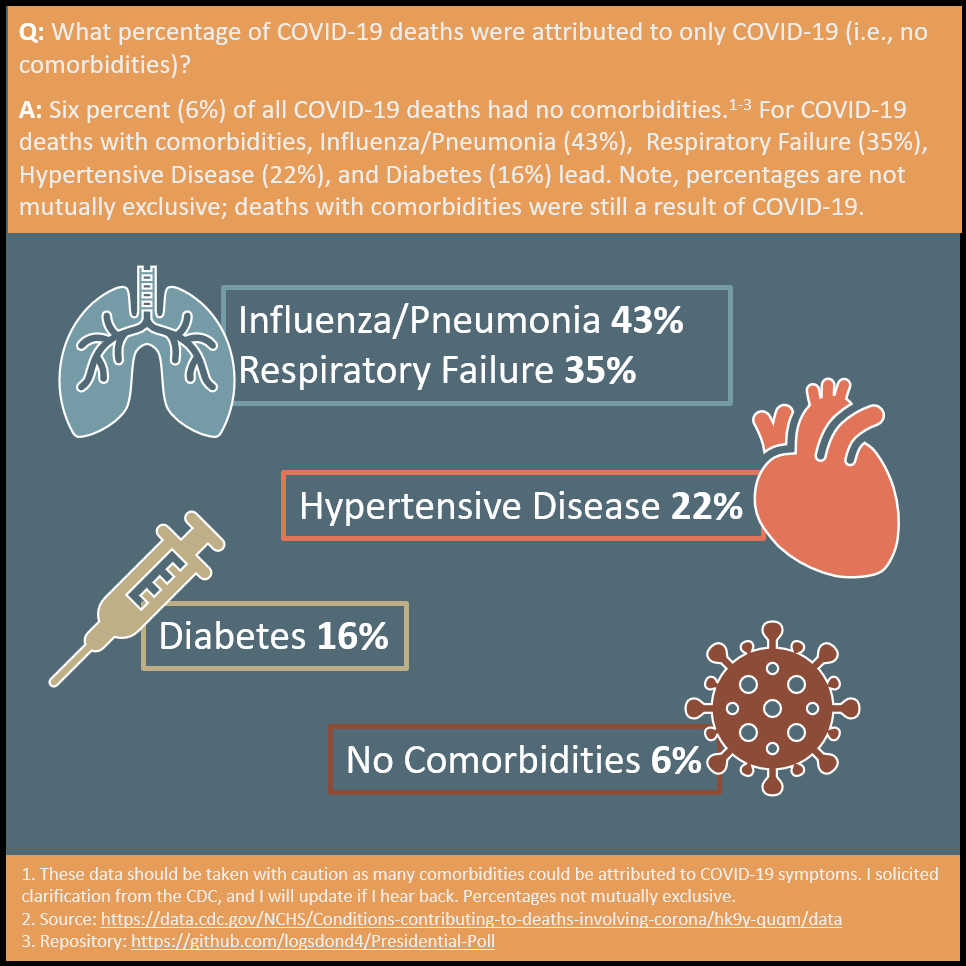 Q: What percentage of COVID-19 deaths were attributed to only COVID-19 (i.e., no
comorbidities)?
A: Six percent (6%) of all COVID-19 deaths had no comorbidities.1-3 For COVID-19
deaths with comorbidities, Influenza/Pneumonia (43%),  Respiratory Failure (35%),
Hypertensive Disease (22%), and Diabetes (16%) lead. Note, percentages are not
mutually exclusive; deaths with comorbidities were still a result of COVID-19.
Influenza/Pneumonia 43%
Respiratory Failure 35%
Hypertensive Disease 22%
Diabetes 16%
No Comorbidities 6%
1. These data should be taken with caution as many comorbidities could be attributed to COVID-19 symptoms. I solicited
clarification from the CDC, and I will update if I hear back. Percentages not mutually exclusive.
2. Source: https://data.cdc.gov/NCHS/Conditions-contributing-to-deaths-involving-corona/hk9y-quqm/data
3. Repository: https://github.com/logsdond4/Presidential-Poll